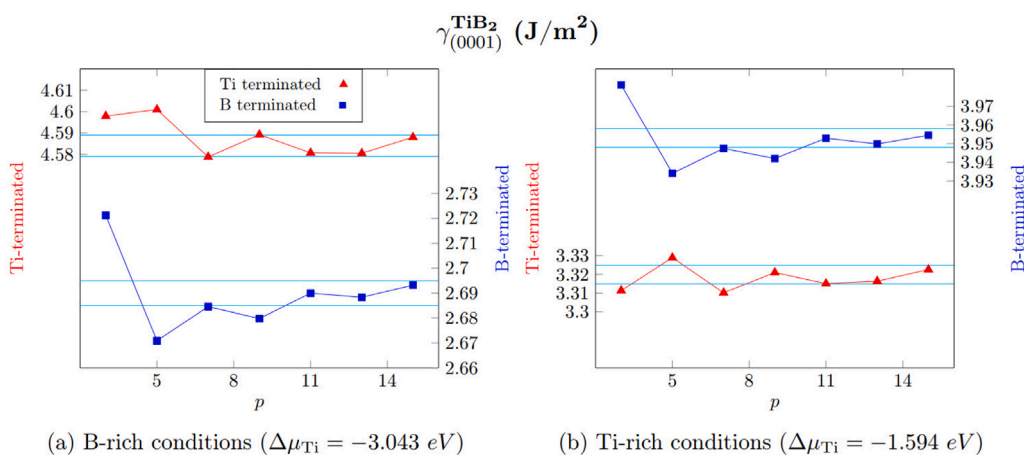 γ(0001)^TiB₂ (J/m²)
Ti terminated
B terminated
4.61
4.6
4.59
4.58
2.73
2.72
2.71
2.7
2.69
2.68
2.67
2.66
Ti-terminated
B-terminated
5
8
11
14
p
(a) B-rich conditions (Δμ_Ti = −3.043 eV)
3.97
3.96
3.95
3.94
3.93
3.33
3.32
3.31
3.3
Ti-terminated
B-terminated
5
8
11
14
p
(b) Ti-rich conditions (Δμ_Ti = −1.594 eV)